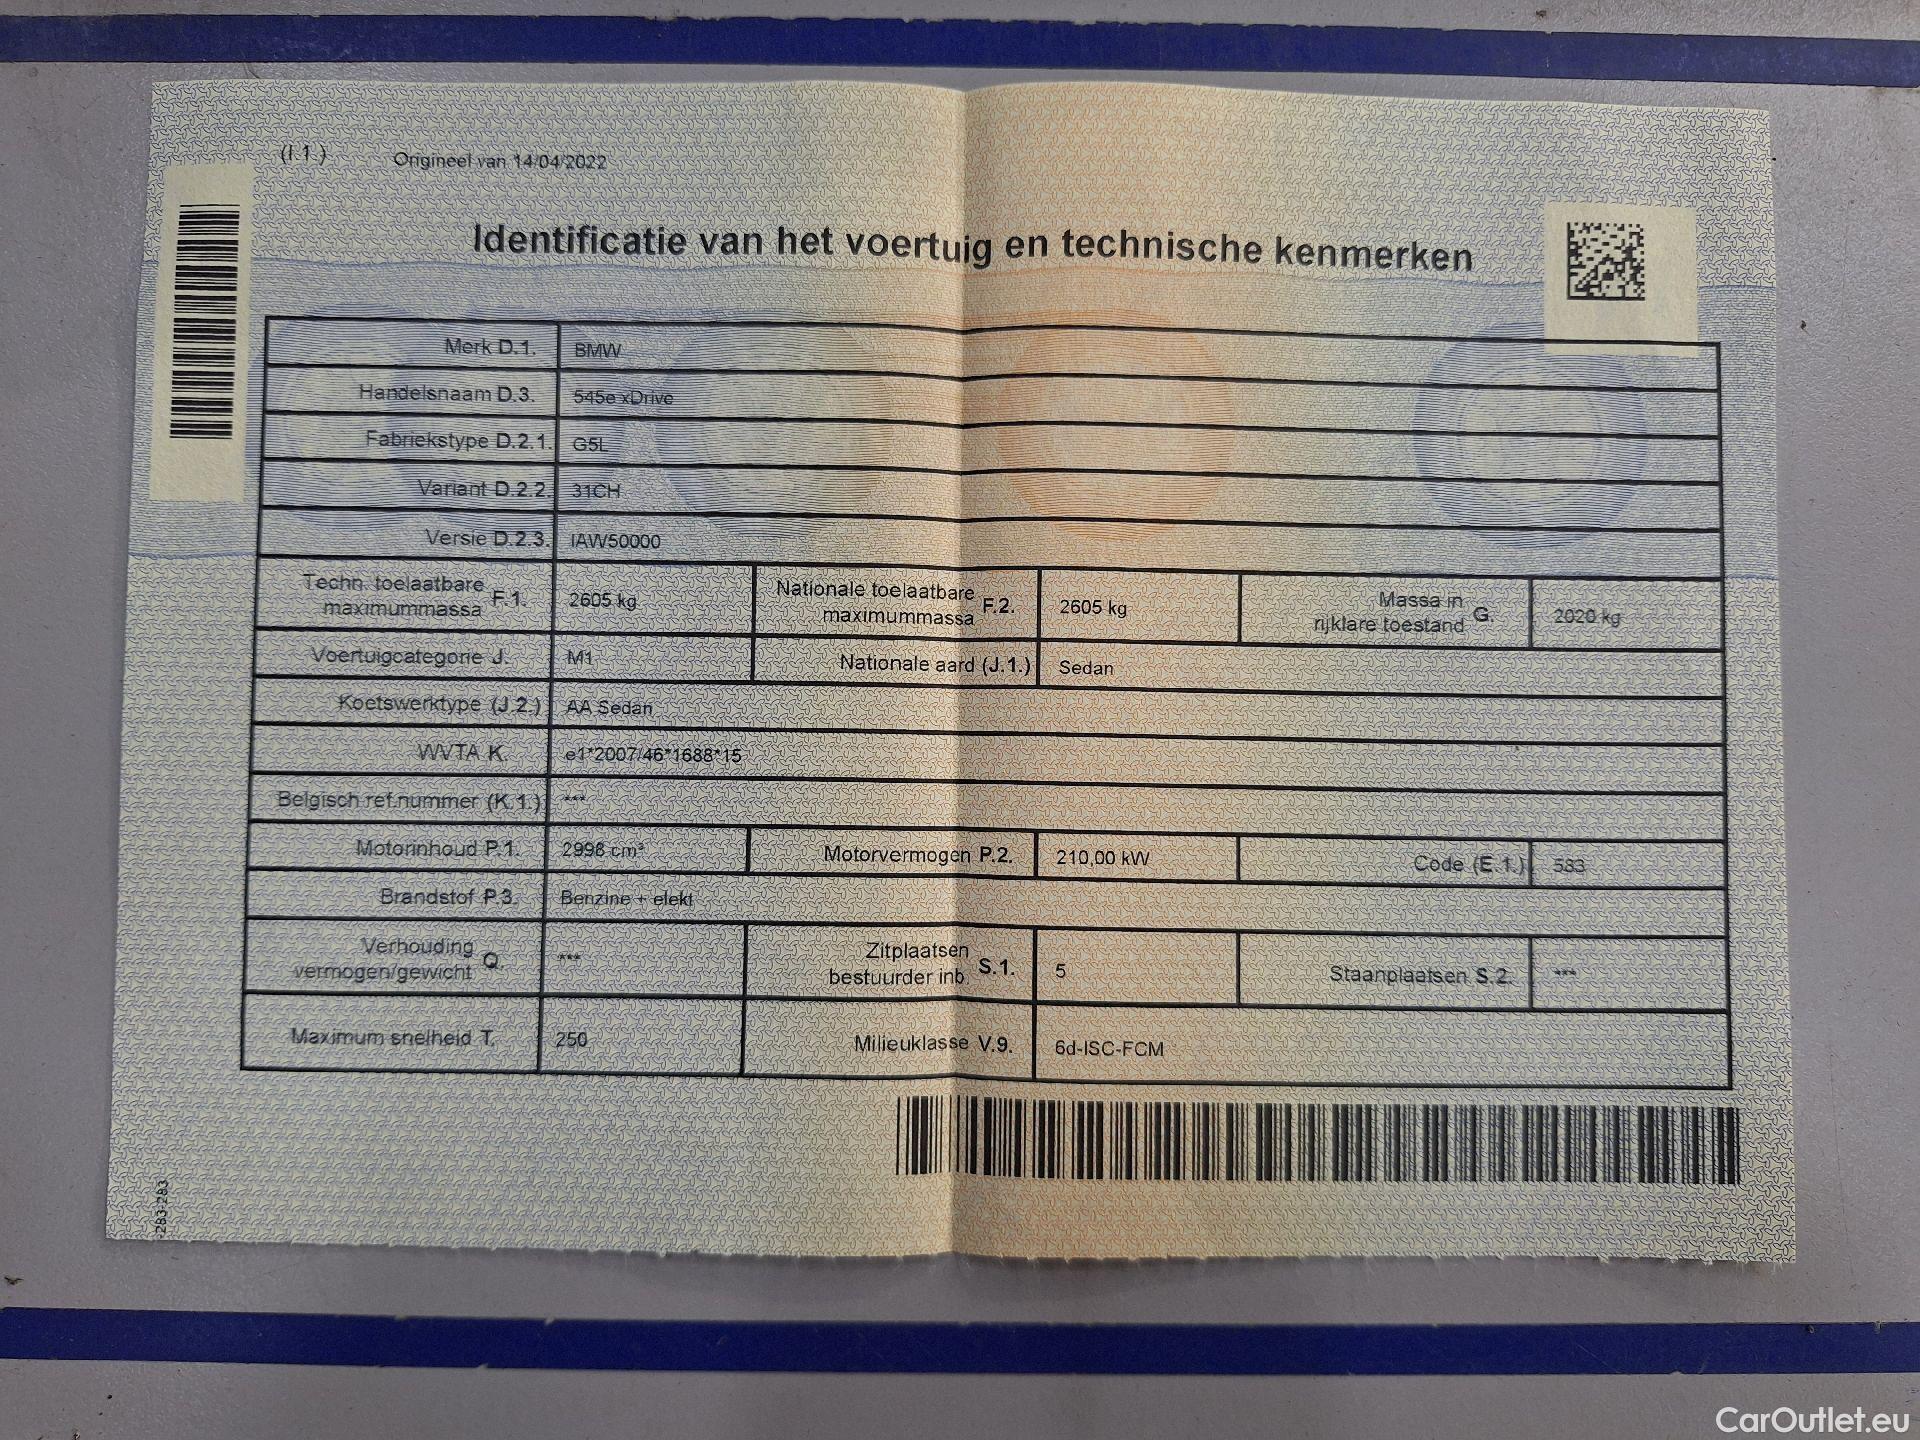 (I.1.) Origineel van 14/04/2022
Identificatie van het voertuig en technische kenmerken
Merk D.1. BMW
Handelsnaam D.3. 545e xDrive
Fabriekstype D.2.1. G5L
Variant D.2.2. 31CH
Versie D.2.3. IAW50000
Techn. toelaatbare maximummassa F.1. 2605 kg Nationale toelaatbare maximummassa F.2. 2605 kg Massa in rijklare toestand G. 2020 kg
Voertuigcategorie J. M1 Nationale aard (J.1.) Sedan
Koetswerktype (J.2.) AA Sedan
WVTA K. e1*2007/46*1688*15
Belgisch ref.nummer (K.1.) ***
Motorinhoud P.1. 2998 cm³ Motorvermogen P.2. 210,00 kW Code (E.1.) 583
Brandstof P.3. Benzine + elekt
Verhouding vermogen/gewicht Q. *** Zitplaatsen bestuurder inb. S.1. 5 Staanplaatsen S.2. ***
Maximum snelheid T. 250 Milieuklasse V.9. 6d-ISC-FCM
283-283
CarOutlet.eu